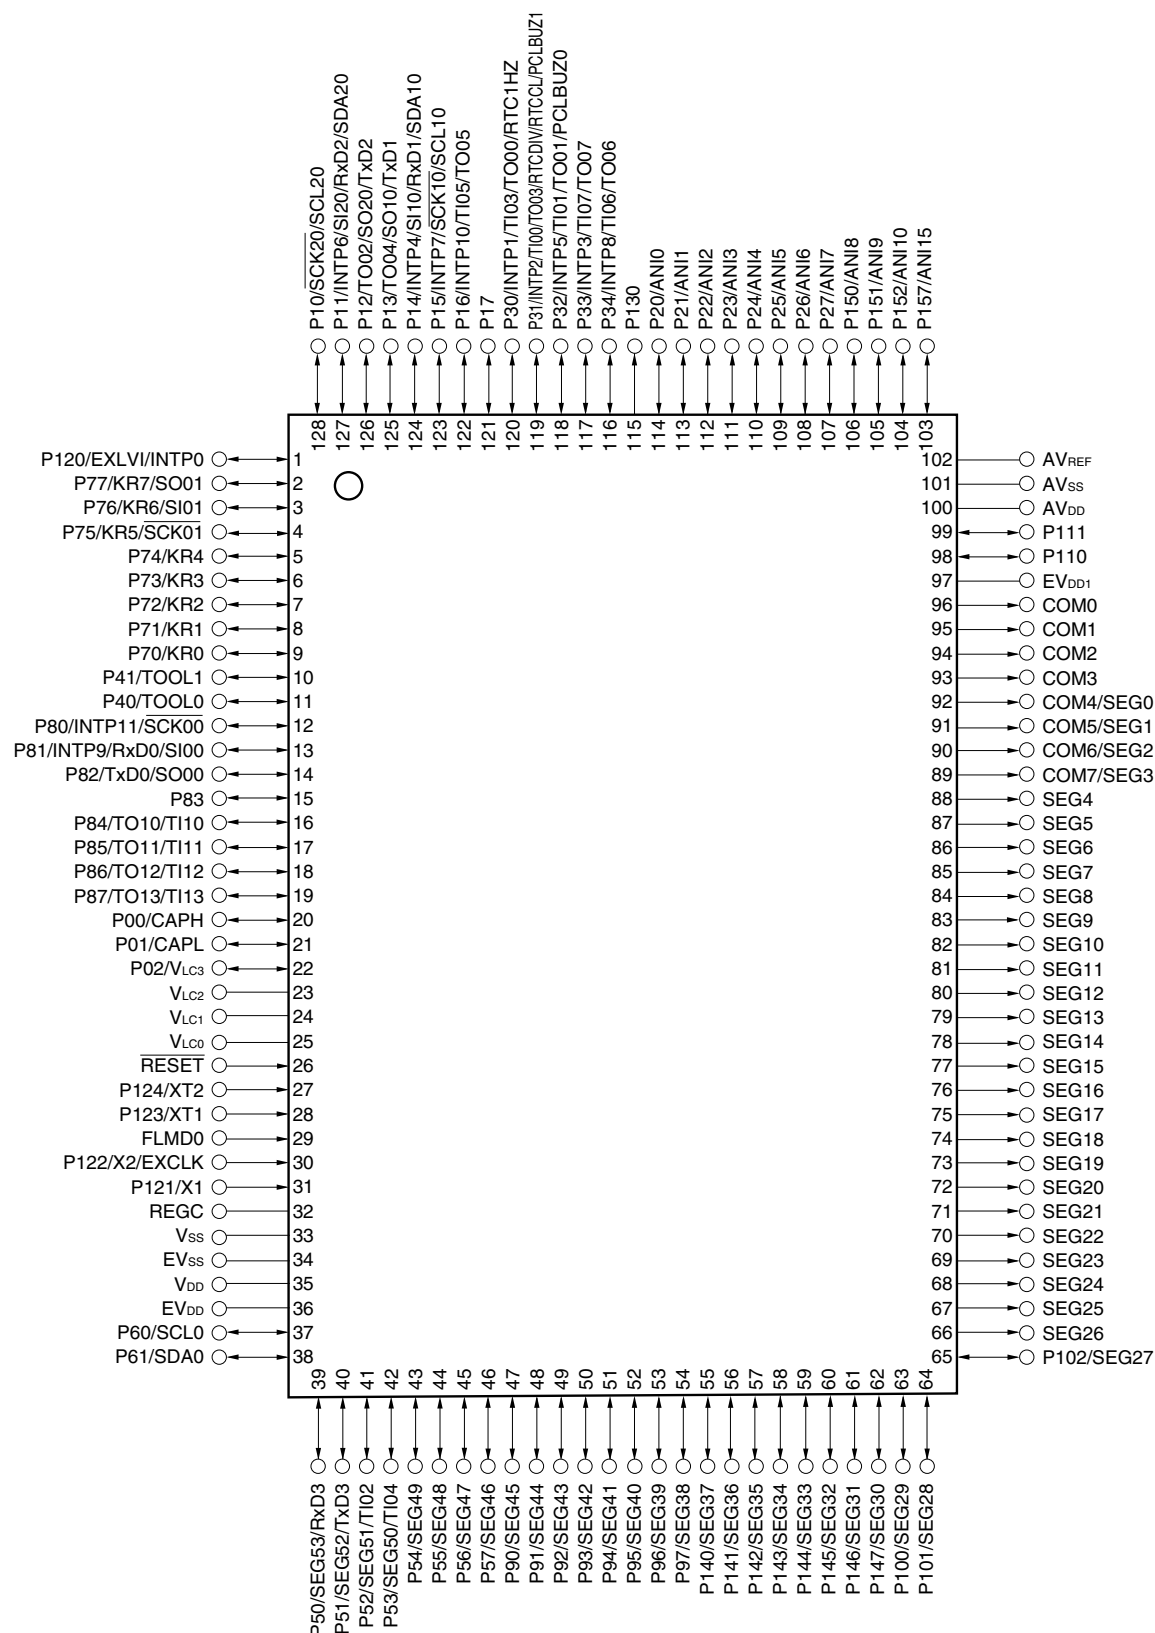 P10/SCK20/SCL20
P11/INTP6/SI20/RxD2/SDA20
P12/TO02/SO20/TxD2
P13/TO04/SO10/TxD1
P14/INTP4/SI10/RxD1/SDA10
P15/INTP7/SCK10/SCL10
P16/INTP10/TI05/TO05
P17
P30/INTP1/TI03/TO00/RTC1HZ
P31/INTP2/TI00/TO03/RTCDIV/RTCCL/PCLBUZ1
P32/INTP5/TI01/TO01/PCLBUZ0
P33/INTP3/TI07/TO07
P34/INTP8/TI06/TO06
P130
P20/ANI0
P21/ANI1
P22/ANI2
P23/ANI3
P24/ANI4
P25/ANI5
P26/ANI6
P27/ANI7
P150/ANI8
P151/ANI9
P152/ANI10
P157/ANI15
128
127
126
125
124
123
122
121
120
119
118
117
116
115
114
113
112
111
110
109
108
107
106
105
104
103
P120/EXLVI/INTP0 1
P77/KR7/SO01 2
P76/KR6/SI01 3
P75/KR5/SCK01 4
P74/KR4 5
P73/KR3 6
P72/KR2 7
P71/KR1 8
P70/KR0 9
P41/TOOL1 10
P40/TOOL0 11
P80/INTP11/SCK00 12
P81/INTP9/RxD0/SI00 13
P82/TxD0/SO00 14
P83 15
P84/TO10/TI10 16
P85/TO11/TI11 17
P86/TO12/TI12 18
P87/TO13/TI13 19
P00/CAPH 20
P01/CAPL 21
P02/VLC3 22
VLC2 23
VLC1 24
VLC0 25
RESET 26
P124/XT2 27
P123/XT1 28
FLMD0 29
P122/X2/EXCLK 30
P121/X1 31
REGC 32
VSS 33
EVSS 34
VDD 35
EVDD 36
P60/SCL0 37
P61/SDA0 38
102 AVREF
101 AVSS
100 AVDD
99 P111
98 P110
97 EVDD1
96 COM0
95 COM1
94 COM2
93 COM3
92 COM4/SEG0
91 COM5/SEG1
90 COM6/SEG2
89 COM7/SEG3
88 SEG4
87 SEG5
86 SEG6
85 SEG7
84 SEG8
83 SEG9
82 SEG10
81 SEG11
80 SEG12
79 SEG13
78 SEG14
77 SEG15
76 SEG16
75 SEG17
74 SEG18
73 SEG19
72 SEG20
71 SEG21
70 SEG22
69 SEG23
68 SEG24
67 SEG25
66 SEG26
65 P102/SEG27
39
40
41
42
43
44
45
46
47
48
49
50
51
52
53
54
55
56
57
58
59
60
61
62
63
64
P50/SEG53/RxD3
P51/SEG52/TxD3
P52/SEG51/TI02
P53/SEG50/TI04
P54/SEG49
P55/SEG48
P56/SEG47
P57/SEG46
P90/SEG45
P91/SEG44
P92/SEG43
P93/SEG42
P94/SEG41
P95/SEG40
P96/SEG39
P97/SEG38
P140/SEG37
P141/SEG36
P142/SEG35
P143/SEG34
P144/SEG33
P145/SEG32
P146/SEG31
P147/SEG30
P100/SEG29
P101/SEG28